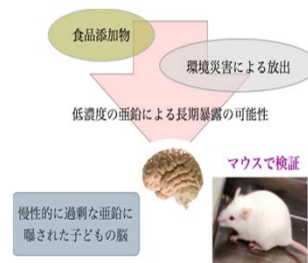 食品添加物
環境災害による放出
低濃度の亜鉛による長期暴露の可能性
マウスで検証
慢性的に過剰な亜鉛に
曝された子どもの脳